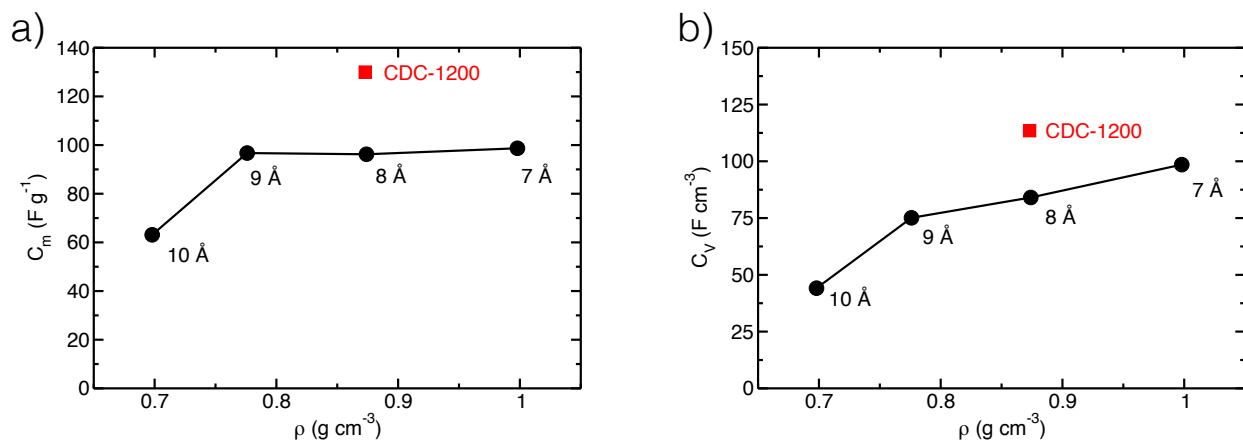 a)
C_m (F g^-1)
140
120
100
80
60
40
20
0
CDC-1200
10 Å
9 Å
8 Å
7 Å
0.7
0.8
0.9
1
ρ (g cm^-3)
b)
C_V (F cm^-3)
150
125
100
75
50
25
0
CDC-1200
10 Å
9 Å
8 Å
7 Å
0.7
0.8
0.9
1
ρ (g cm^-3)